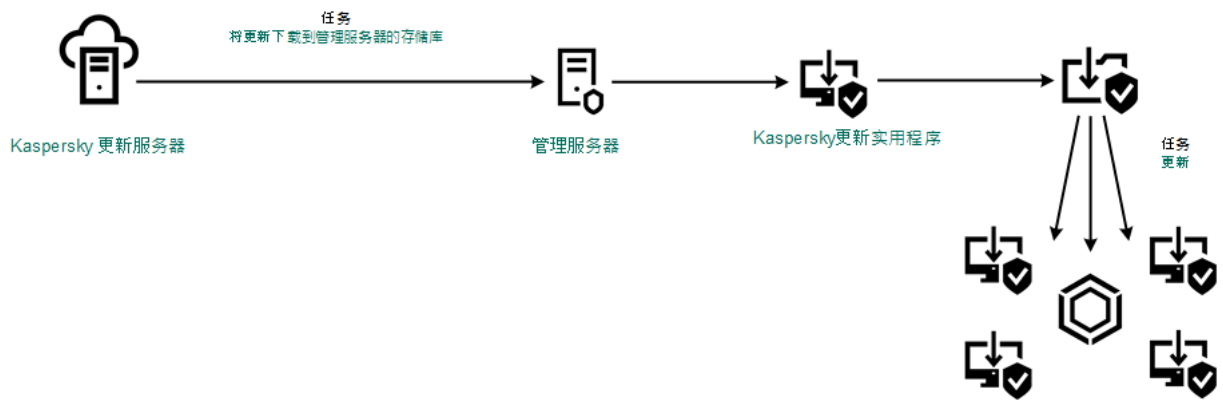 任务
将更新下载到管理服务器的存储库
Kaspersky 更新服务器
管理服务器
Kaspersky更新实用程序
任务
更新